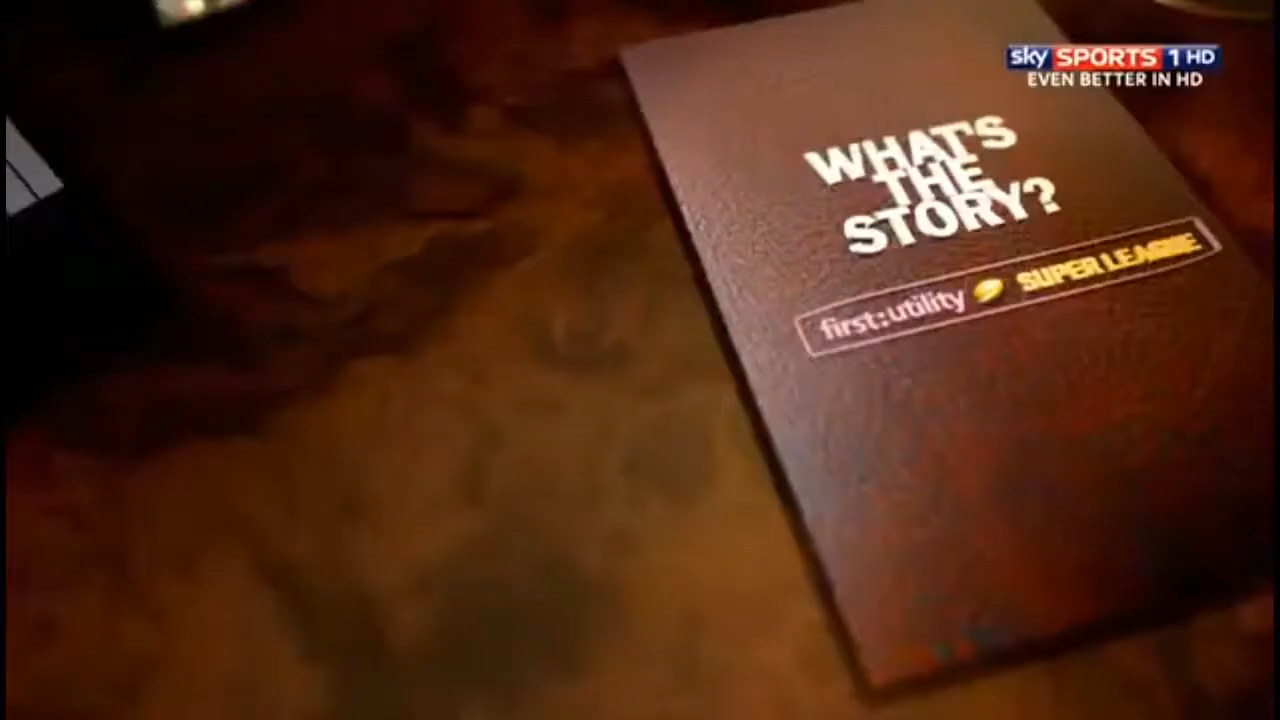 sky SPORTS 1 HD
EVEN BETTER IN HD
WHAT'S
THE
STORY?
first:utility SUPER LEAGUE